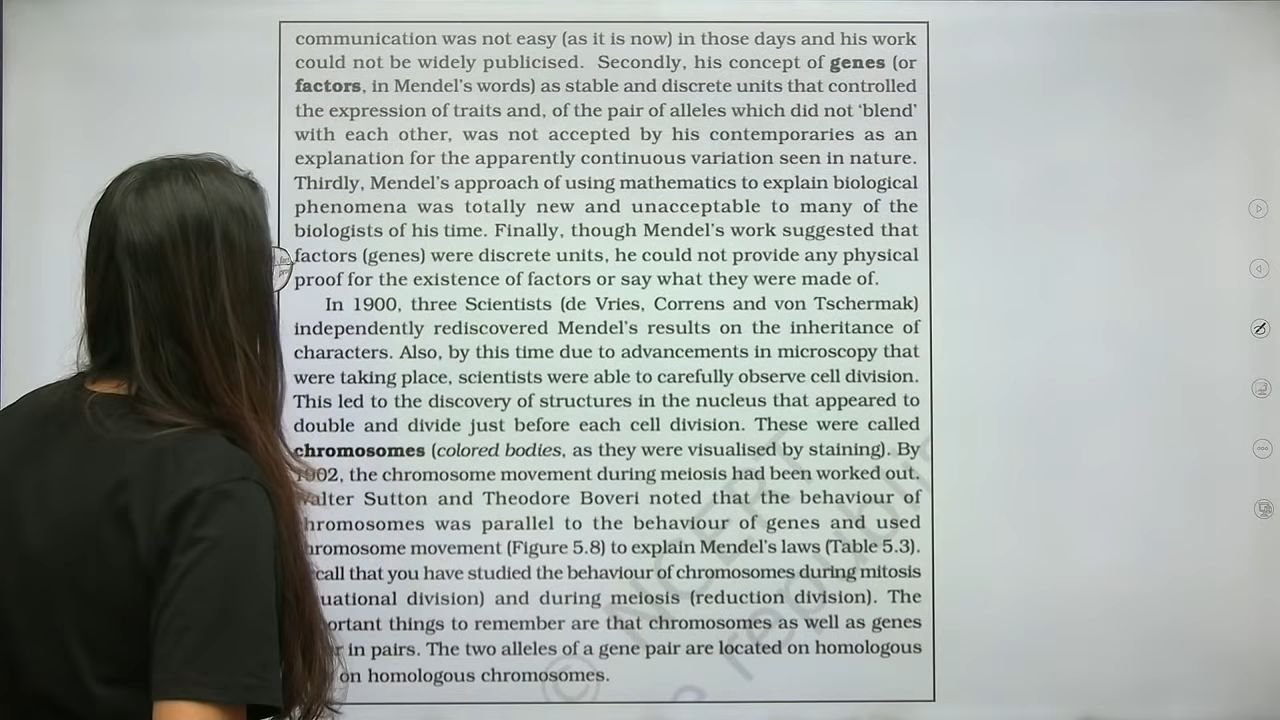 communication was not easy (as it is now) in those days and his work
could not be widely publicised. Secondly, his concept of genes (or
factors, in Mendel's words) as stable and discrete units that controlled
the expression of traits and, of the pair of alleles which did not 'blend'
with each other, was not accepted by his contemporaries as an
explanation for the apparently continuous variation seen in nature.
Thirdly, Mendel's approach of using mathematics to explain biological
phenomena was totally new and unacceptable to many of the
biologists of his time. Finally, though Mendel's work suggested that
factors (genes) were discrete units, he could not provide any physical
proof for the existence of factors or say what they were made of.
In 1900, three Scientists (de Vries, Correns and von Tschermak)
independently rediscovered Mendel's results on the inheritance of
characters. Also, by this time due to advancements in microscopy that
were taking place, scientists were able to carefully observe cell division.
This led to the discovery of structures in the nucleus that appeared to
double and divide just before each cell division. These were called
chromosomes (colored bodies, as they were visualised by staining). By
1902, the chromosome movement during meiosis had been worked out.
Walter Sutton and Theodore Boveri noted that the behaviour of
hromosomes was parallel to the behaviour of genes and used
romosome movement (Figure 5.8) to explain Mendel's laws (Table 5.3).
call that you have studied the behaviour of chromosomes during mitosis
uational division) and during meiosis (reduction division). The
ortant things to remember are that chromosomes as well as genes
r in pairs. The two alleles of a gene pair are located on homologous
on homologous chromosomes.
© NCERT
republi